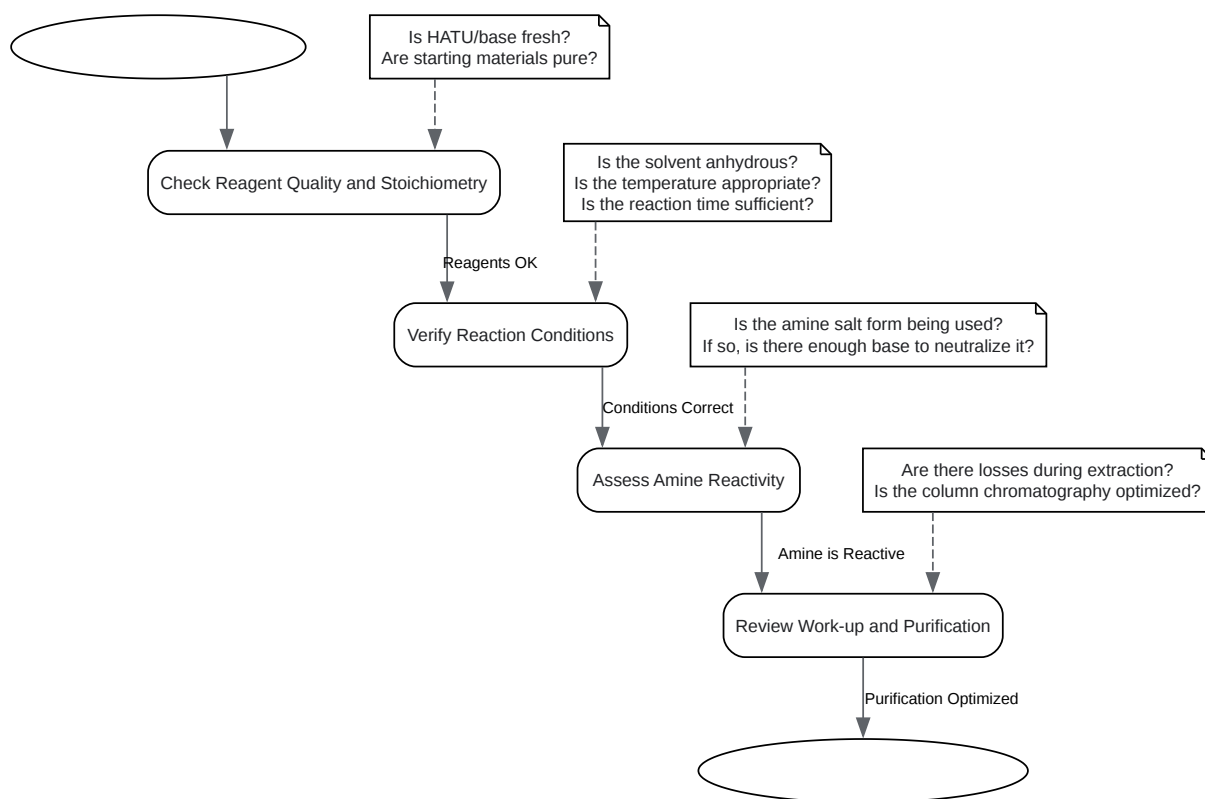 Is HATU/base fresh?
Are starting materials pure?
Check Reagent Quality and Stoichiometry
Is the solvent anhydrous?
Is the temperature appropriate?
Is the reaction time sufficient?
Reagents OK
Verify Reaction Conditions
Is the amine salt form being used?
If so, is there enough base to neutralize it?
Conditions Correct
Assess Amine Reactivity
Are there losses during extraction?
Is the column chromatography optimized?
Amine is Reactive
Review Work-up and Purification
Purification Optimized